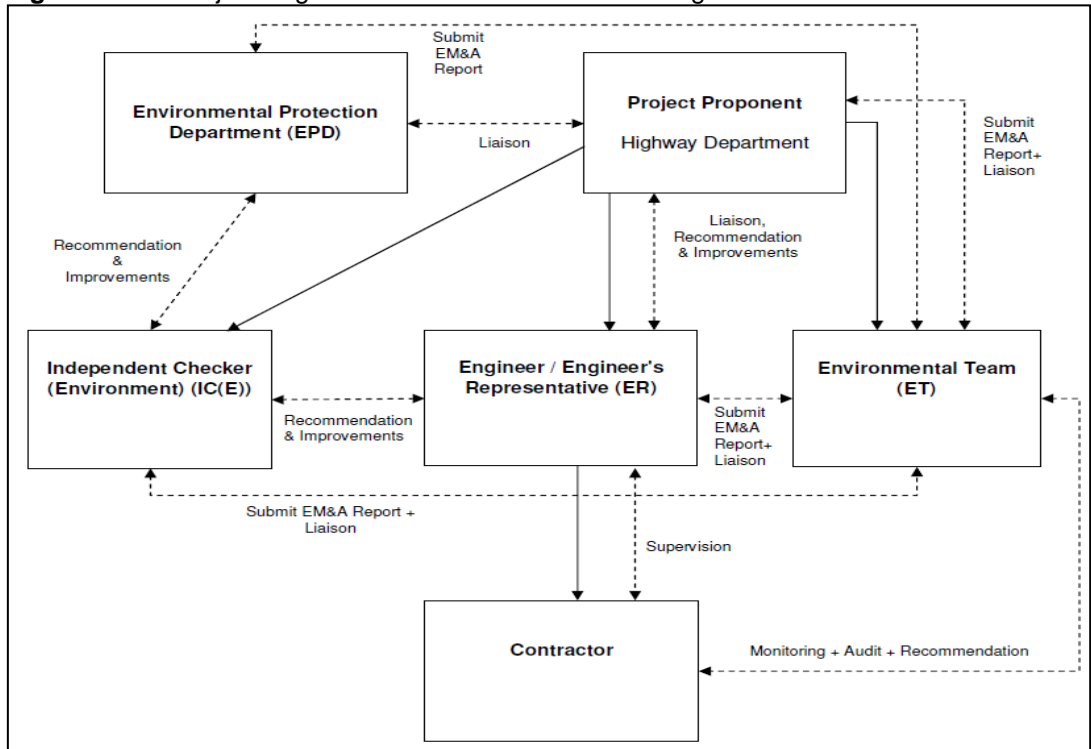 Submit
EM&A
Report
Environmental Protection
Department (EPD)
Liaison
Project Proponent
Highway Department
Submit
EM&A
Report+
Liaison
Recommendation
&
Improvements
Liaison,
Recommendation
& Improvements
Independent Checker
(Environment) (IC(E))
Recommendation
& Improvements
Engineer / Engineer's
Representative (ER)
Submit
EM&A
Report+
Liaison
Environmental Team
(ET)
Submit EM&A Report +
Liaison
Supervision
Contractor
Monitoring + Audit + Recommendation